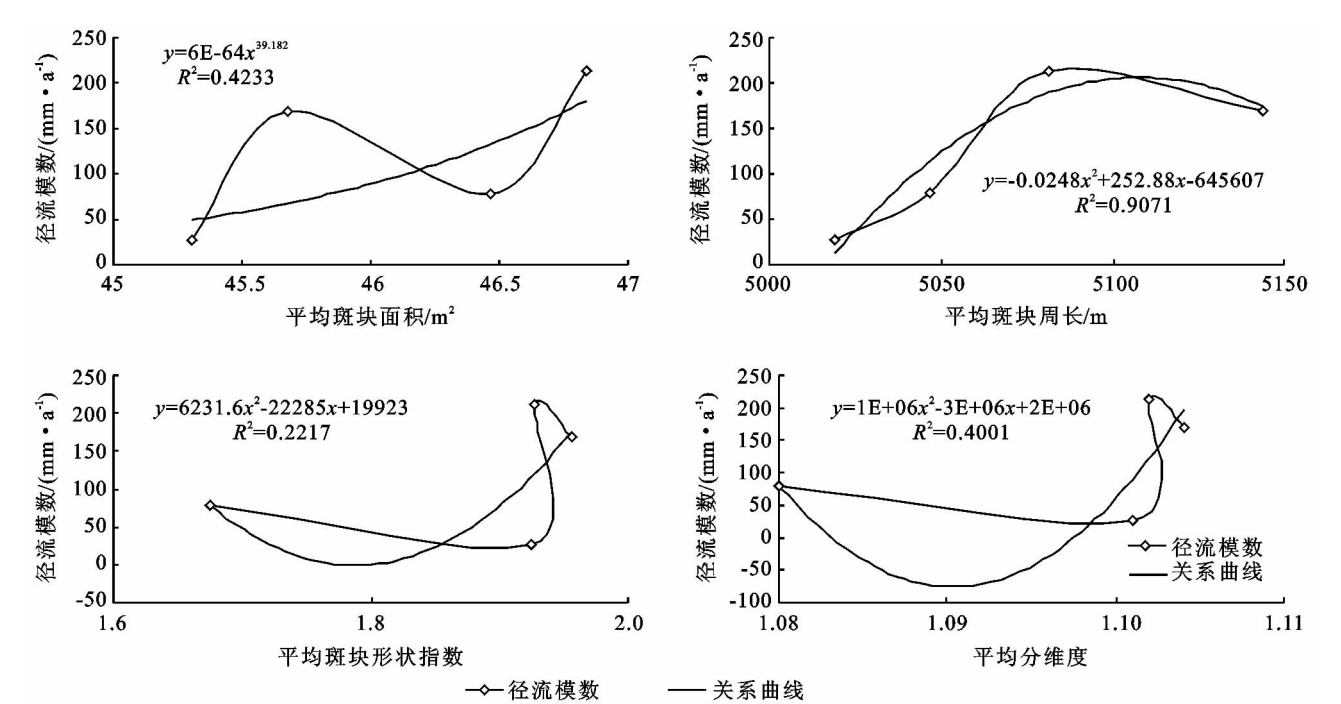 250
200
150
100
50
0
径流模数/(mm·a⁻¹)
y=6E-64x³⁹·¹⁸²
R²=0.4233
45
45.5
46
46.5
47
平均斑块面积/m²
250
200
150
100
50
0
径流模数/(mm·a⁻¹)
y=-0.0248x²+252.88x-645607
R²=0.9071
5000
5050
5100
5150
平均斑块周长/m
250
200
150
100
50
0
-50
径流模数/(mm·a⁻¹)
y=6231.6x²-22285x+19923
R²=0.2217
1.6
1.8
2.0
平均斑块形状指数
250
200
150
100
50
0
-50
-100
径流模数/(mm·a⁻¹)
y=1E+06x²-3E+06x+2E+06
R²=0.4001
径流模数
关系曲线
1.08
1.09
1.10
1.11
平均分维度
径流模数 关系曲线